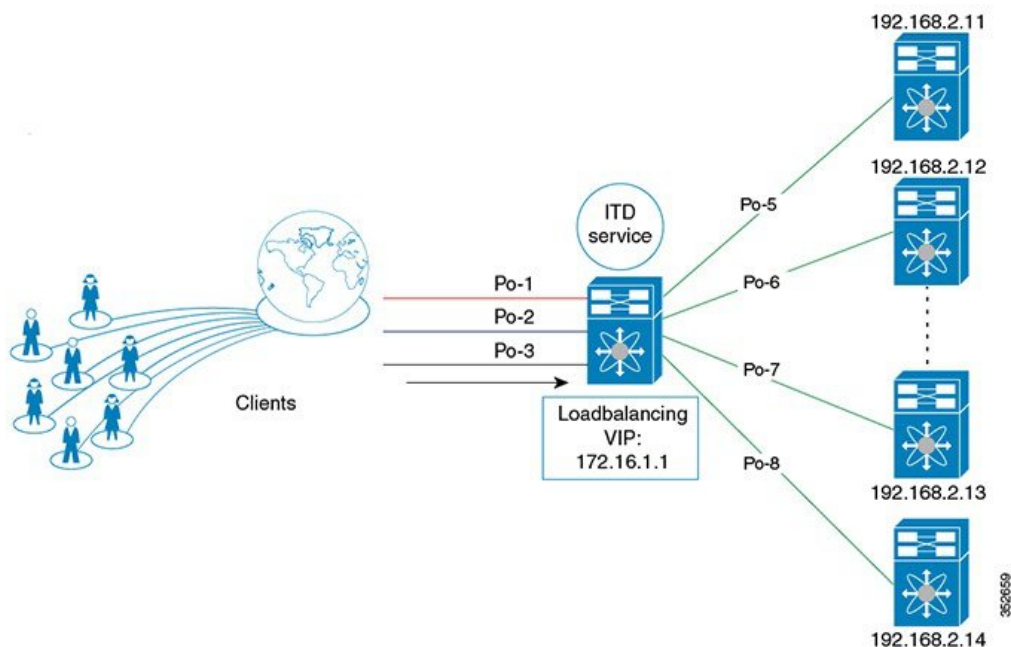 192.168.2.11
192.168.2.12
ITD
service
Po-5
Po-6
Po-1
Po-2
Po-3
Po-7
Clients
Loadbalancing
VIP:
172.16.1.1
Po-8
192.168.2.13
192.168.2.14
352659